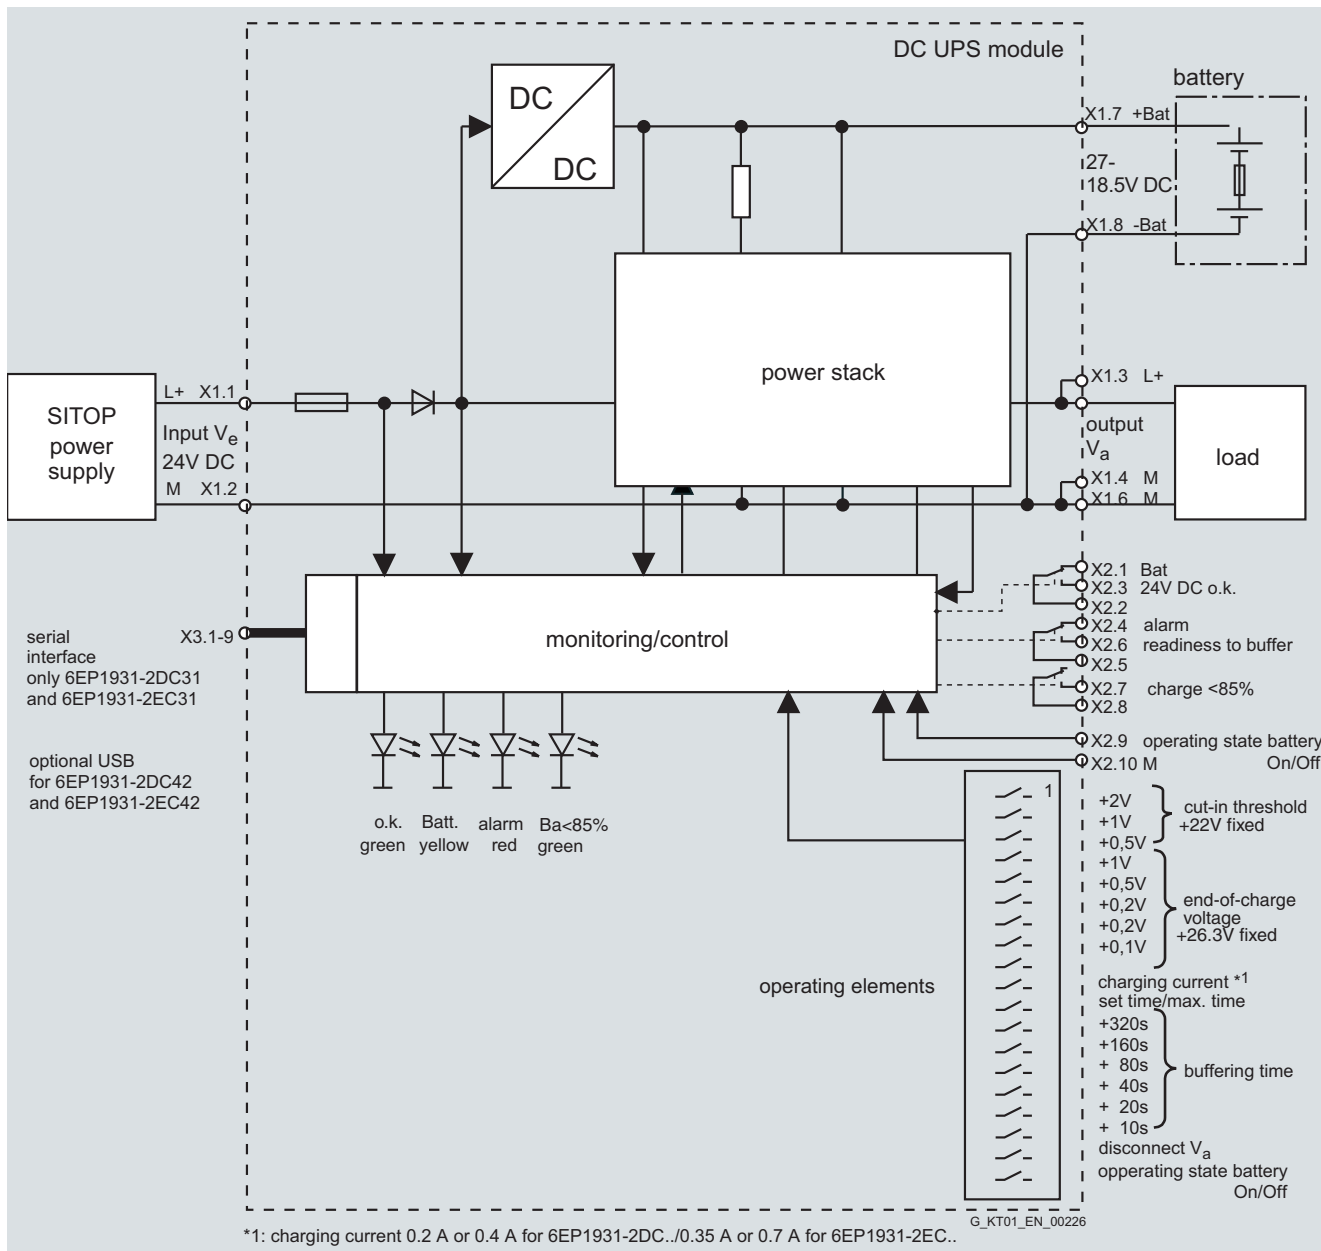 DC UPS module
battery
DC
DC
X1.7 +Bat
27-
18.5V DC
X1.8 -Bat
power stack
SITOP
power
supply
L+ X1.1
Input Ve
24V DC
M X1.2
X1.3 L+
output
Va
X1.4 M
X1.6 M
load
monitoring/control
X2.1 Bat
X2.3 24V DC o.k.
X2.2
X2.4 alarm
X2.6 readiness to buffer
X2.5
X2.7 charge <85%
X2.8
X2.9 operating state battery
On/Off
X2.10 M
serial
interface
only 6EP1931-2DC31
and 6EP1931-2EC31
X3.1-9
optional USB
for 6EP1931-2DC42
and 6EP1931-2EC42
o.k.
green
Batt.
yellow
alarm
red
Ba<85%
green
operating elements
1
+2V
+1V
+0,5V
cut-in threshold
+22V fixed
+1V
+0,5V
+0,2V
+0,2V
+0,1V
end-of-charge
voltage
+26.3V fixed
charging current *1
set time/max. time
+320s
+160s
+ 80s
+ 40s
+ 20s
+ 10s
buffering time
disconnect Va
opperating state battery
On/Off
G_KT01_EN_00226
*1: charging current 0.2 A or 0.4 A for 6EP1931-2DC../0.35 A or 0.7 A for 6EP1931-2EC..